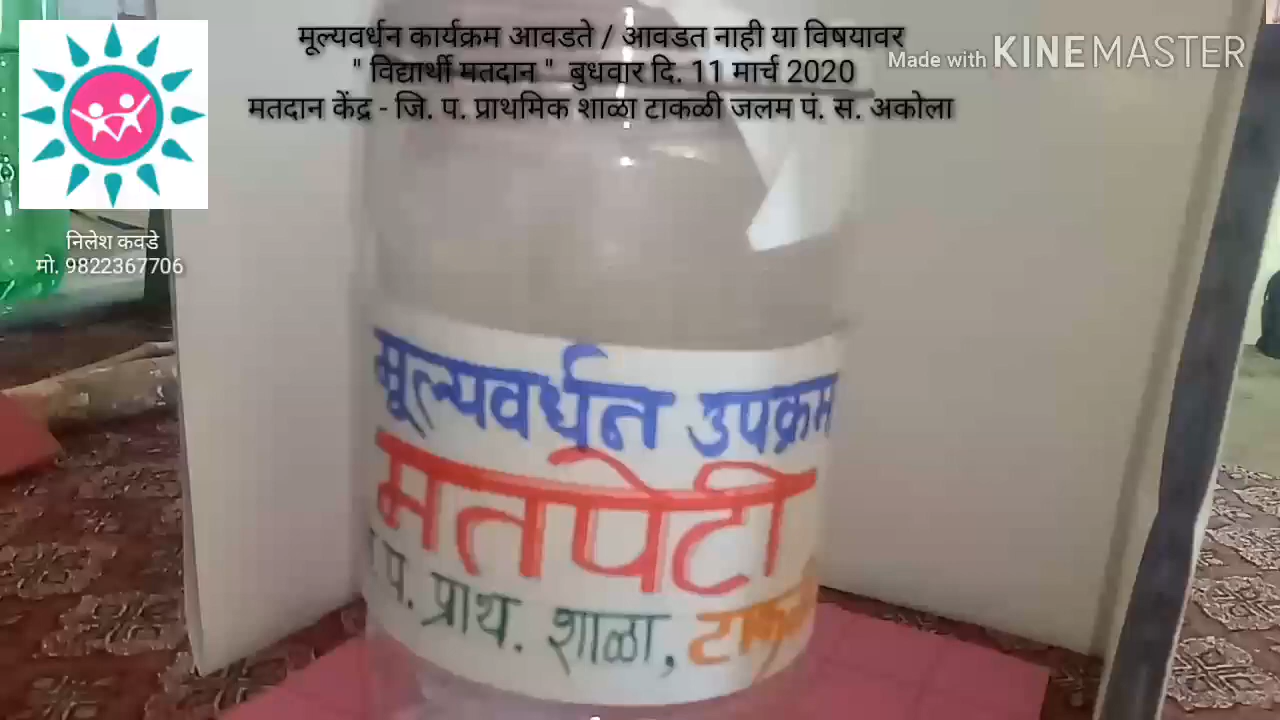 मूल्यवर्धन कार्यक्रम आवडते / आवडत नाही या विषयावर
" विद्यार्थी मतदान " बुधवार दि. 11 मार्च 2020
मतदान केंद्र - जि. प. प्राथमिक शाळा टाकळी जलम पं. स. अकोला
Made with KINEMASTER
निलेश कवडे
मो. 9822367706
मूल्यवर्धन उपक्रम
मतपेटी
प. प्राथ. शाळा,